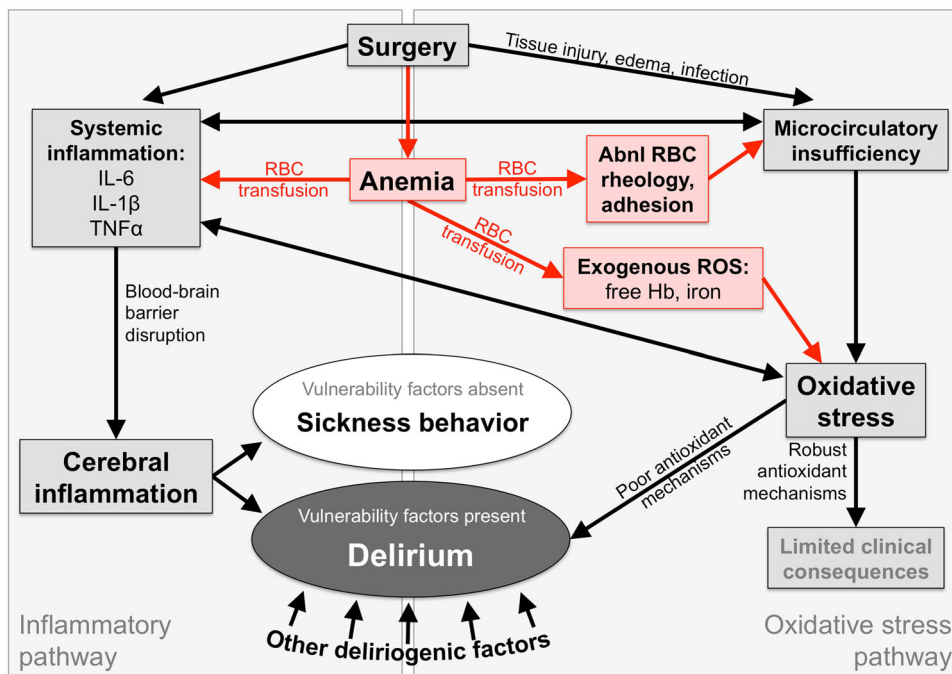 Surgery
Tissue injury, edema, infection
Systemic
inflammation:
IL-6
IL-1β
TNFα
Microcirculatory
insufficiency
RBC
transfusion
Anemia
RBC
transfusion
Abnl RBC
rheology,
adhesion
RBC
transfusion
Exogenous ROS:
free Hb, iron
Blood-brain
barrier
disruption
Vulnerability factors absent
Sickness behavior
Oxidative
stress
Cerebral
inflammation
Poor antioxidant
mechanisms
Robust
antioxidant
mechanisms
Vulnerability factors present
Delirium
Limited clinical
consequences
Other deliriogenic factors
Inflammatory
pathway
Oxidative stress
pathway